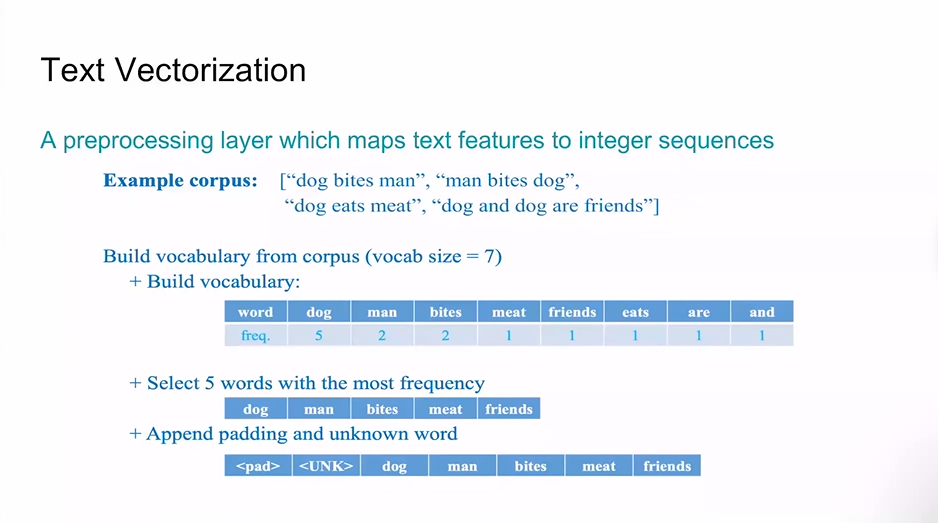 Text Vectorization
A preprocessing layer which maps text features to integer sequences
Example corpus: [“dog bites man”, “man bites dog”,
“dog eats meat”, “dog and dog are friends”]
Build vocabulary from corpus (vocab size = 7)
+ Build vocabulary:
word dog man bites meat friends eats are and
freq. 5 2 2 1 1 1 1 1
+ Select 5 words with the most frequency
dog man bites meat friends
+ Append padding and unknown word
<pad> <UNK> dog man bites meat friends